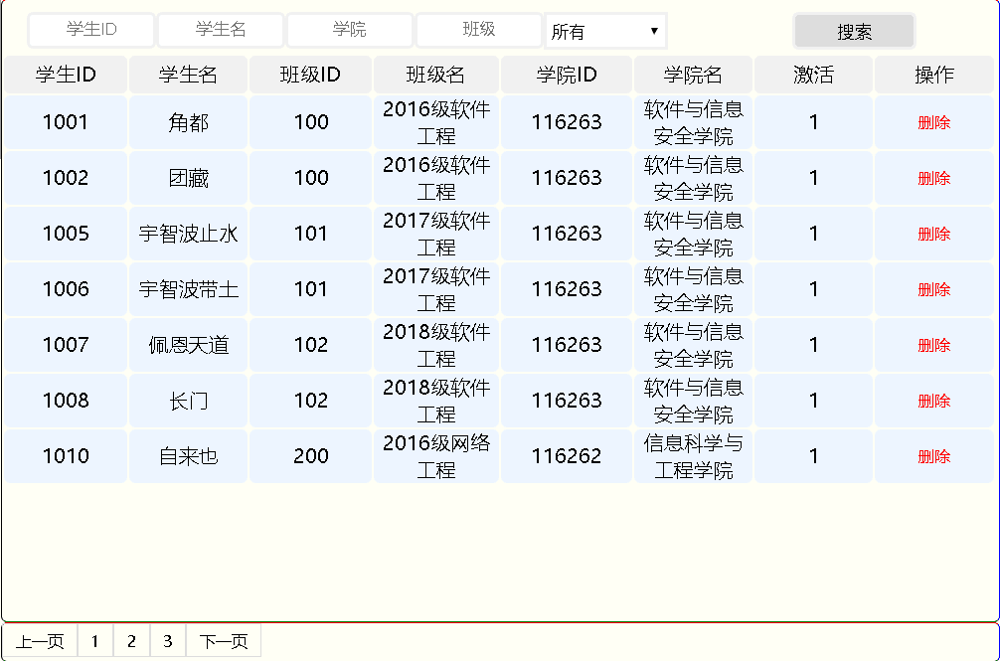 学生ID 学生名 学院 班级 所有 搜索
学生ID 学生名 班级ID 班级名 学院ID 学院名 激活 操作
1001 角都 100 2016级软件工程 116263 软件与信息安全学院 1 删除
1002 团藏 100 2016级软件工程 116263 软件与信息安全学院 1 删除
1005 宇智波止水 101 2017级软件工程 116263 软件与信息安全学院 1 删除
1006 宇智波带土 101 2017级软件工程 116263 软件与信息安全学院 1 删除
1007 佩恩天道 102 2018级软件工程 116263 软件与信息安全学院 1 删除
1008 长门 102 2018级软件工程 116263 软件与信息安全学院 1 删除
1010 自来也 200 2016级网络工程 116262 信息科学与工程学院 1 删除
上一页 1 2 3 下一页